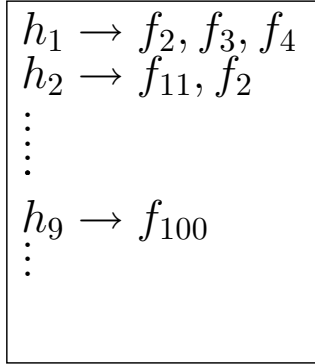 h₁ → f₂, f₃, f₄
h₂ → f₁₁, f₂
⋮
⋮
h₉ → f₁₀₀
⋮